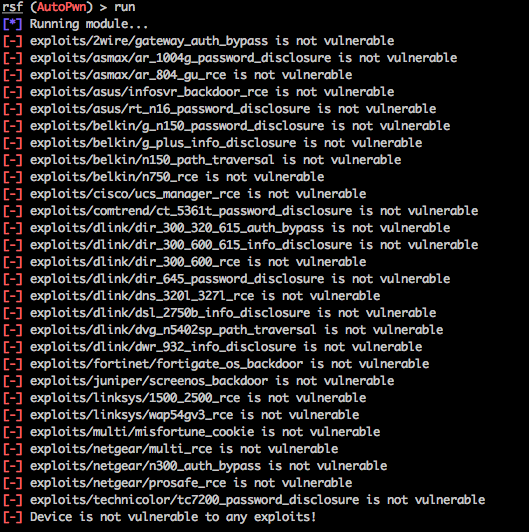 rsf (AutoPwn) > run
[*] Running module...
[-] exploits/2wire/gateway_auth_bypass is not vulnerable
[-] exploits/asmax/ar_1004g_password_disclosure is not vulnerable
[-] exploits/asmax/ar_804_gu_rce is not vulnerable
[-] exploits/asus/infosvr_backdoor_rce is not vulnerable
[-] exploits/asus/rt_n16_password_disclosure is not vulnerable
[-] exploits/belkin/g_n150_password_disclosure is not vulnerable
[-] exploits/belkin/g_plus_info_disclosure is not vulnerable
[-] exploits/belkin/n150_path_traversal is not vulnerable
[-] exploits/belkin/n750_rce is not vulnerable
[-] exploits/cisco/ucs_manager_rce is not vulnerable
[-] exploits/comtrend/ct_5361t_password_disclosure is not vulnerable
[-] exploits/dlink/dir_300_320_615_auth_bypass is not vulnerable
[-] exploits/dlink/dir_300_600_615_info_disclosure is not vulnerable
[-] exploits/dlink/dir_300_600_rce is not vulnerable
[-] exploits/dlink/dir_645_password_disclosure is not vulnerable
[-] exploits/dlink/dns_320l_327l_rce is not vulnerable
[-] exploits/dlink/dsl_2750b_info_disclosure is not vulnerable
[-] exploits/dlink/dvg_n5402sp_path_traversal is not vulnerable
[-] exploits/dlink/dwr_932_info_disclosure is not vulnerable
[-] exploits/fortinet/fortigate_os_backdoor is not vulnerable
[-] exploits/juniper/screenos_backdoor is not vulnerable
[-] exploits/linksys/1500_2500_rce is not vulnerable
[-] exploits/linksys/wap54gv3_rce is not vulnerable
[-] exploits/multi/misfortune_cookie is not vulnerable
[-] exploits/netgear/multi_rce is not vulnerable
[-] exploits/netgear/n300_auth_bypass is not vulnerable
[-] exploits/netgear/prosafe_rce is not vulnerable
[-] exploits/technicolor/tc7200_password_disclosure is not vulnerable
[-] Device is not vulnerable to any exploits!